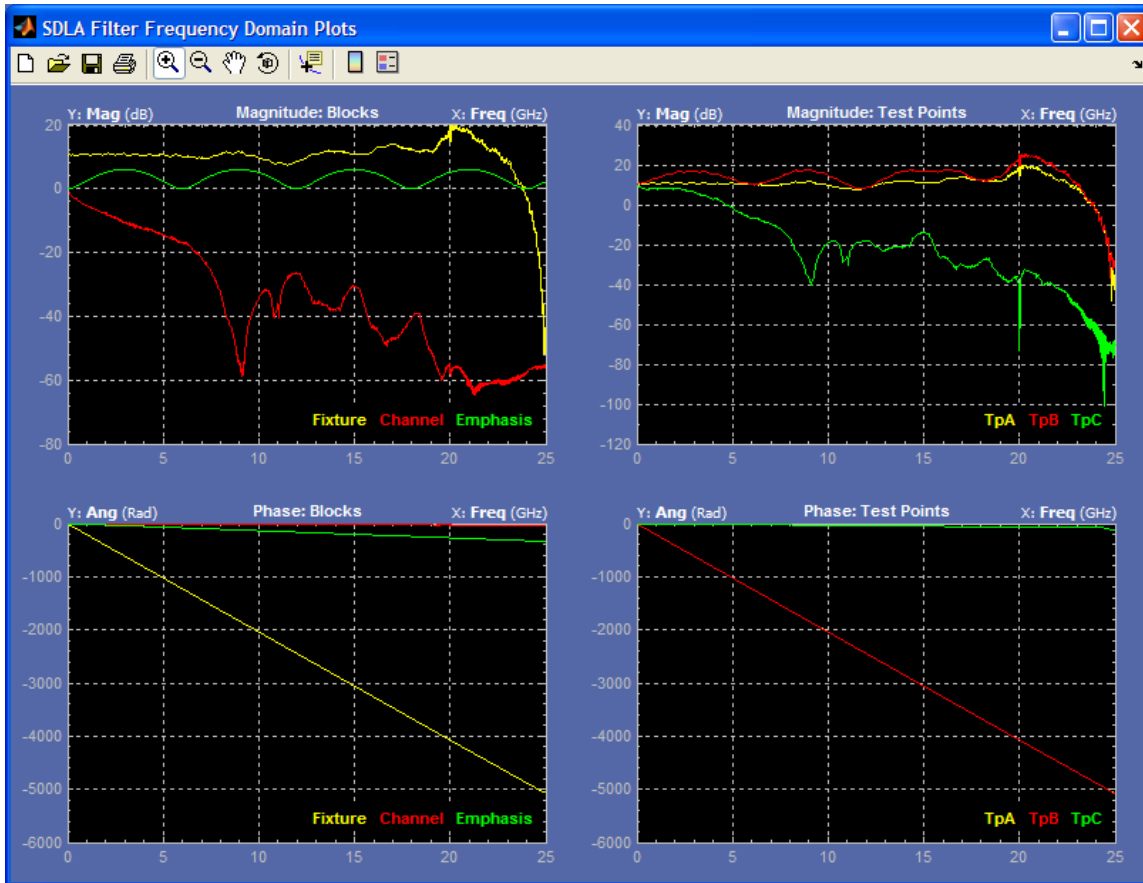 SDLA Filter Frequency Domain Plots
Y: Mag (dB) Magnitude: Blocks X: Freq (GHz)
20
0
-20
-40
-60
-80
Fixture Channel Emphasis
0 5 10 15 20 25
Y: Mag (dB) Magnitude: Test Points X: Freq (GHz)
40
20
0
-20
-40
-60
-80
-100
-120
TpA TpB TpC
0 5 10 15 20 25
Y: Ang (Rad) Phase: Blocks X: Freq (GHz)
0
-1000
-2000
-3000
-4000
-5000
-6000
Fixture Channel Emphasis
0 5 10 15 20 25
Y: Ang (Rad) Phase: Test Points X: Freq (GHz)
0
-1000
-2000
-3000
-4000
-5000
-6000
TpA TpB TpC
0 5 10 15 20 25